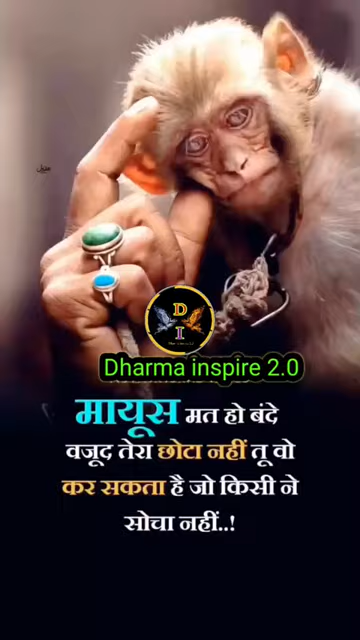 D
I
Dharma inspire 2.0
मायूस मत हो बंदे
वजूद तेरा छोटा नहीं तू वो
कर सकता है जो किसी ने
सोचा नहीं..!